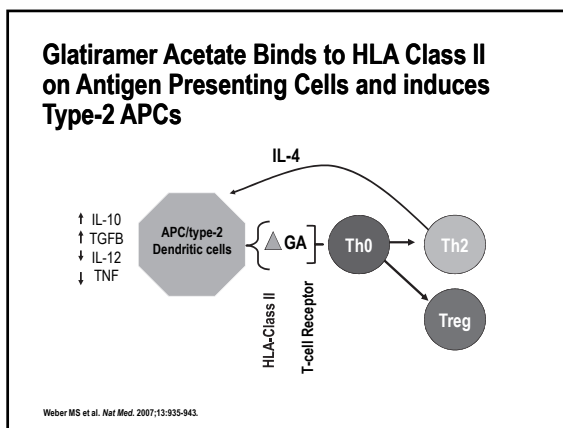 Glatiramer Acetate Binds to HLA Class II
on Antigen Presenting Cells and induces
Type-2 APCs
IL-4
↑ IL-10
↑ TGFB
↓ IL-12
↓ TNF
APC/type-2
Dendritic cells
GA
Th0
Th2
Treg
HLA-Class II
T-cell Receptor
Weber MS et al. Nat Med. 2007;13:935-943.